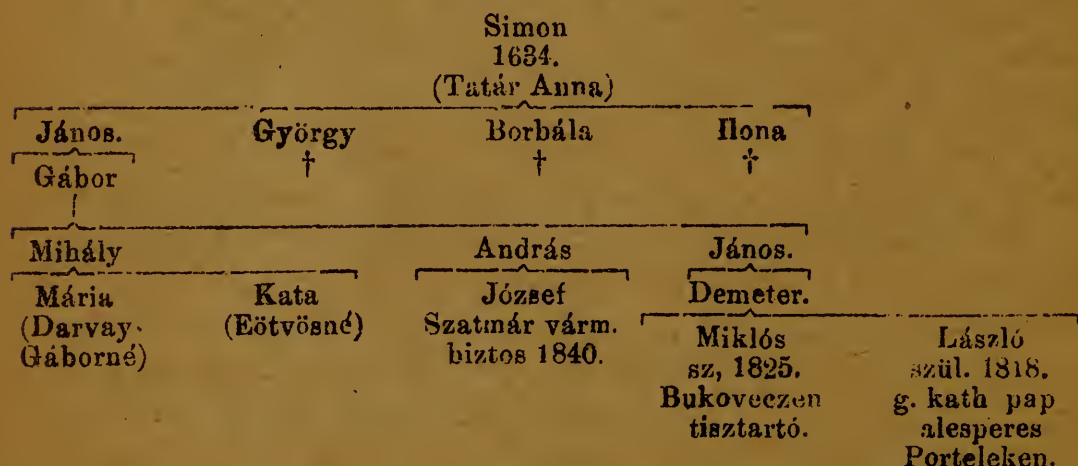 Simon
1634.
(Tatár Anna)
János. György Borbála Ilona
† † †
Gábor
Mihály András János.
Mária Kata József Demeter.
(Darvay- (Eötvösné) Szatmár várm.
Gáborné) biztos 1840.
Miklós László
sz, 1825. szül. 1818.
Bukoveczen g. kath pap
tisztartó. alesperes
Porteleken.